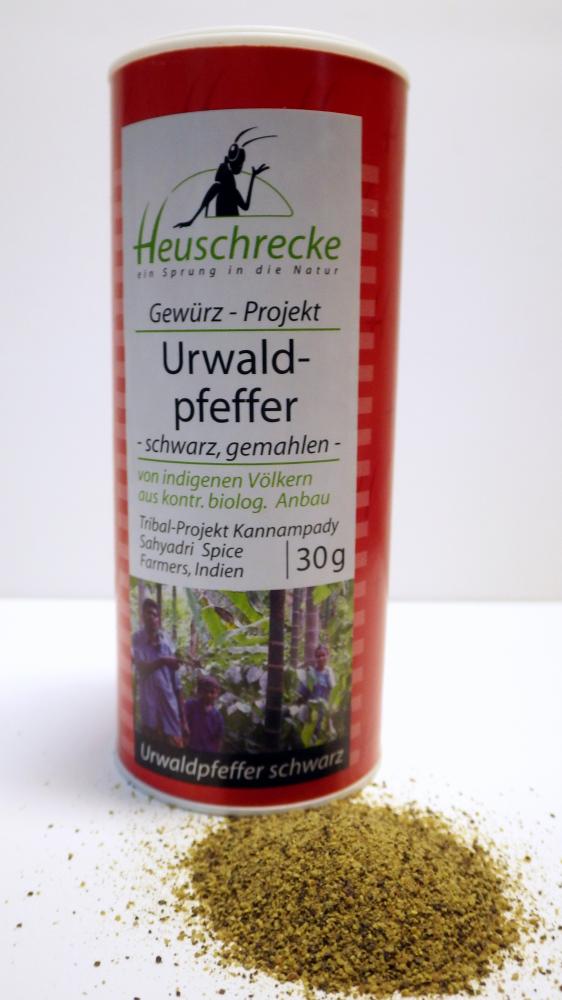 Heuschrecke
ein Sprung in die Natur
Gewürz - Projekt
Urwald-
pfeffer
- schwarz, gemahlen -
von indigenen Völkern
aus kontr. biolog. Anbau
Tribal-Projekt Kannampady
Sahyadri Spice
Farmers, Indien
30 g
Urwaldpfeffer schwarz